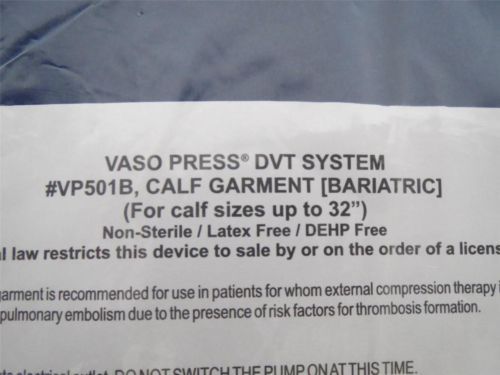 VASO PRESS® DVT SYSTEM
#VP501B, CALF GARMENT [BARIATRIC]
(For calf sizes up to 32”)
Non-Sterile / Latex Free / DEHP Free
law restricts this device to sale by or on the order of a
garment is recommended for use in patients for whom external compression therapy
pulmonary embolism due to the presence of risk factors for thrombosis formation.
electrical outlet. DO NOT SWITCH THE PUMP ON AT THIS TIME.